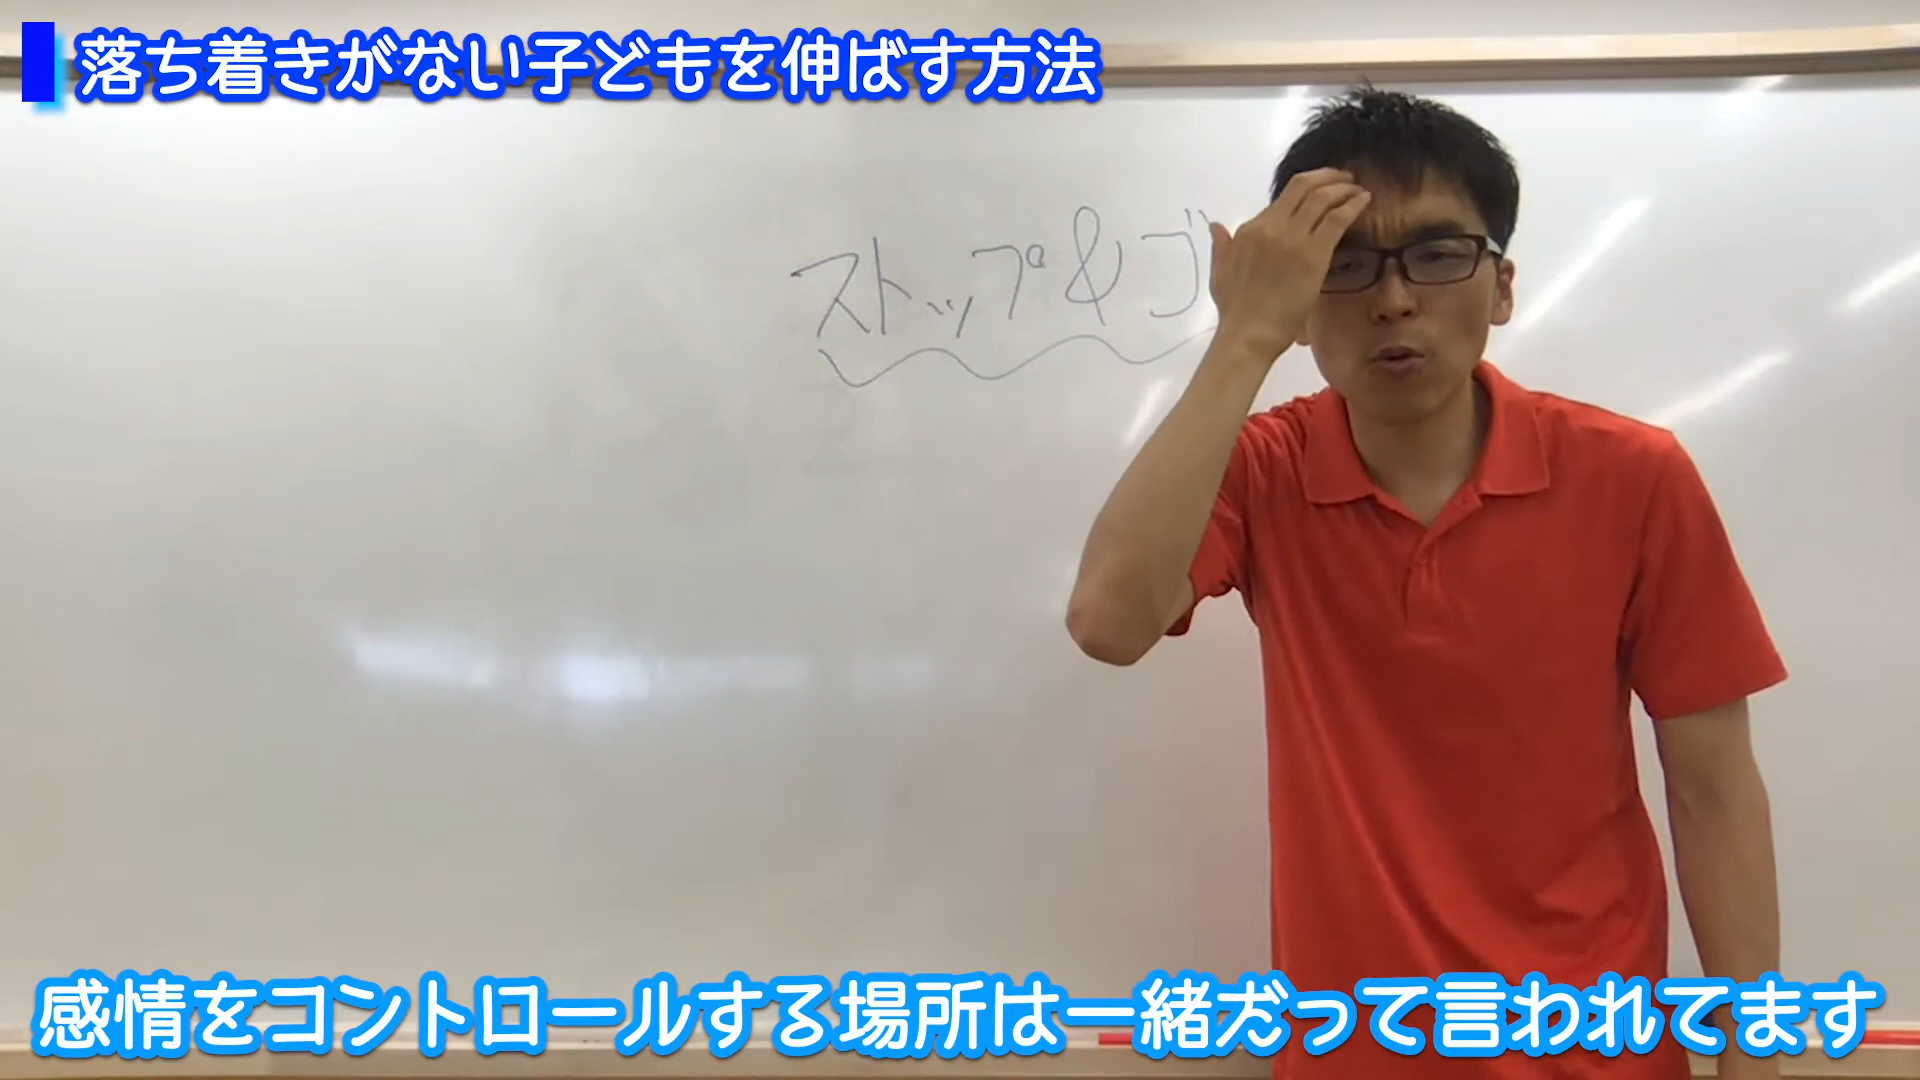 落ち着きがない子どもを伸ばす方法
ストップ&ゴ
感情をコントロールする場所は一緒だって言われてます